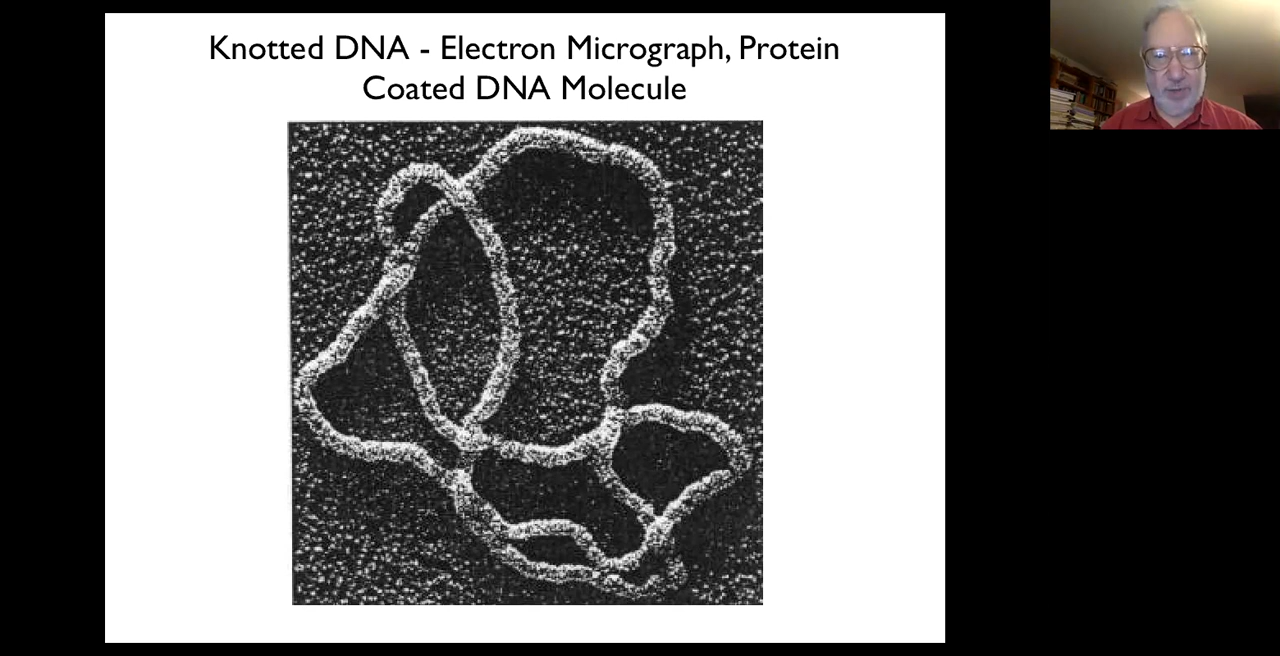 Knotted DNA - Electron Micrograph, Protein
Coated DNA Molecule